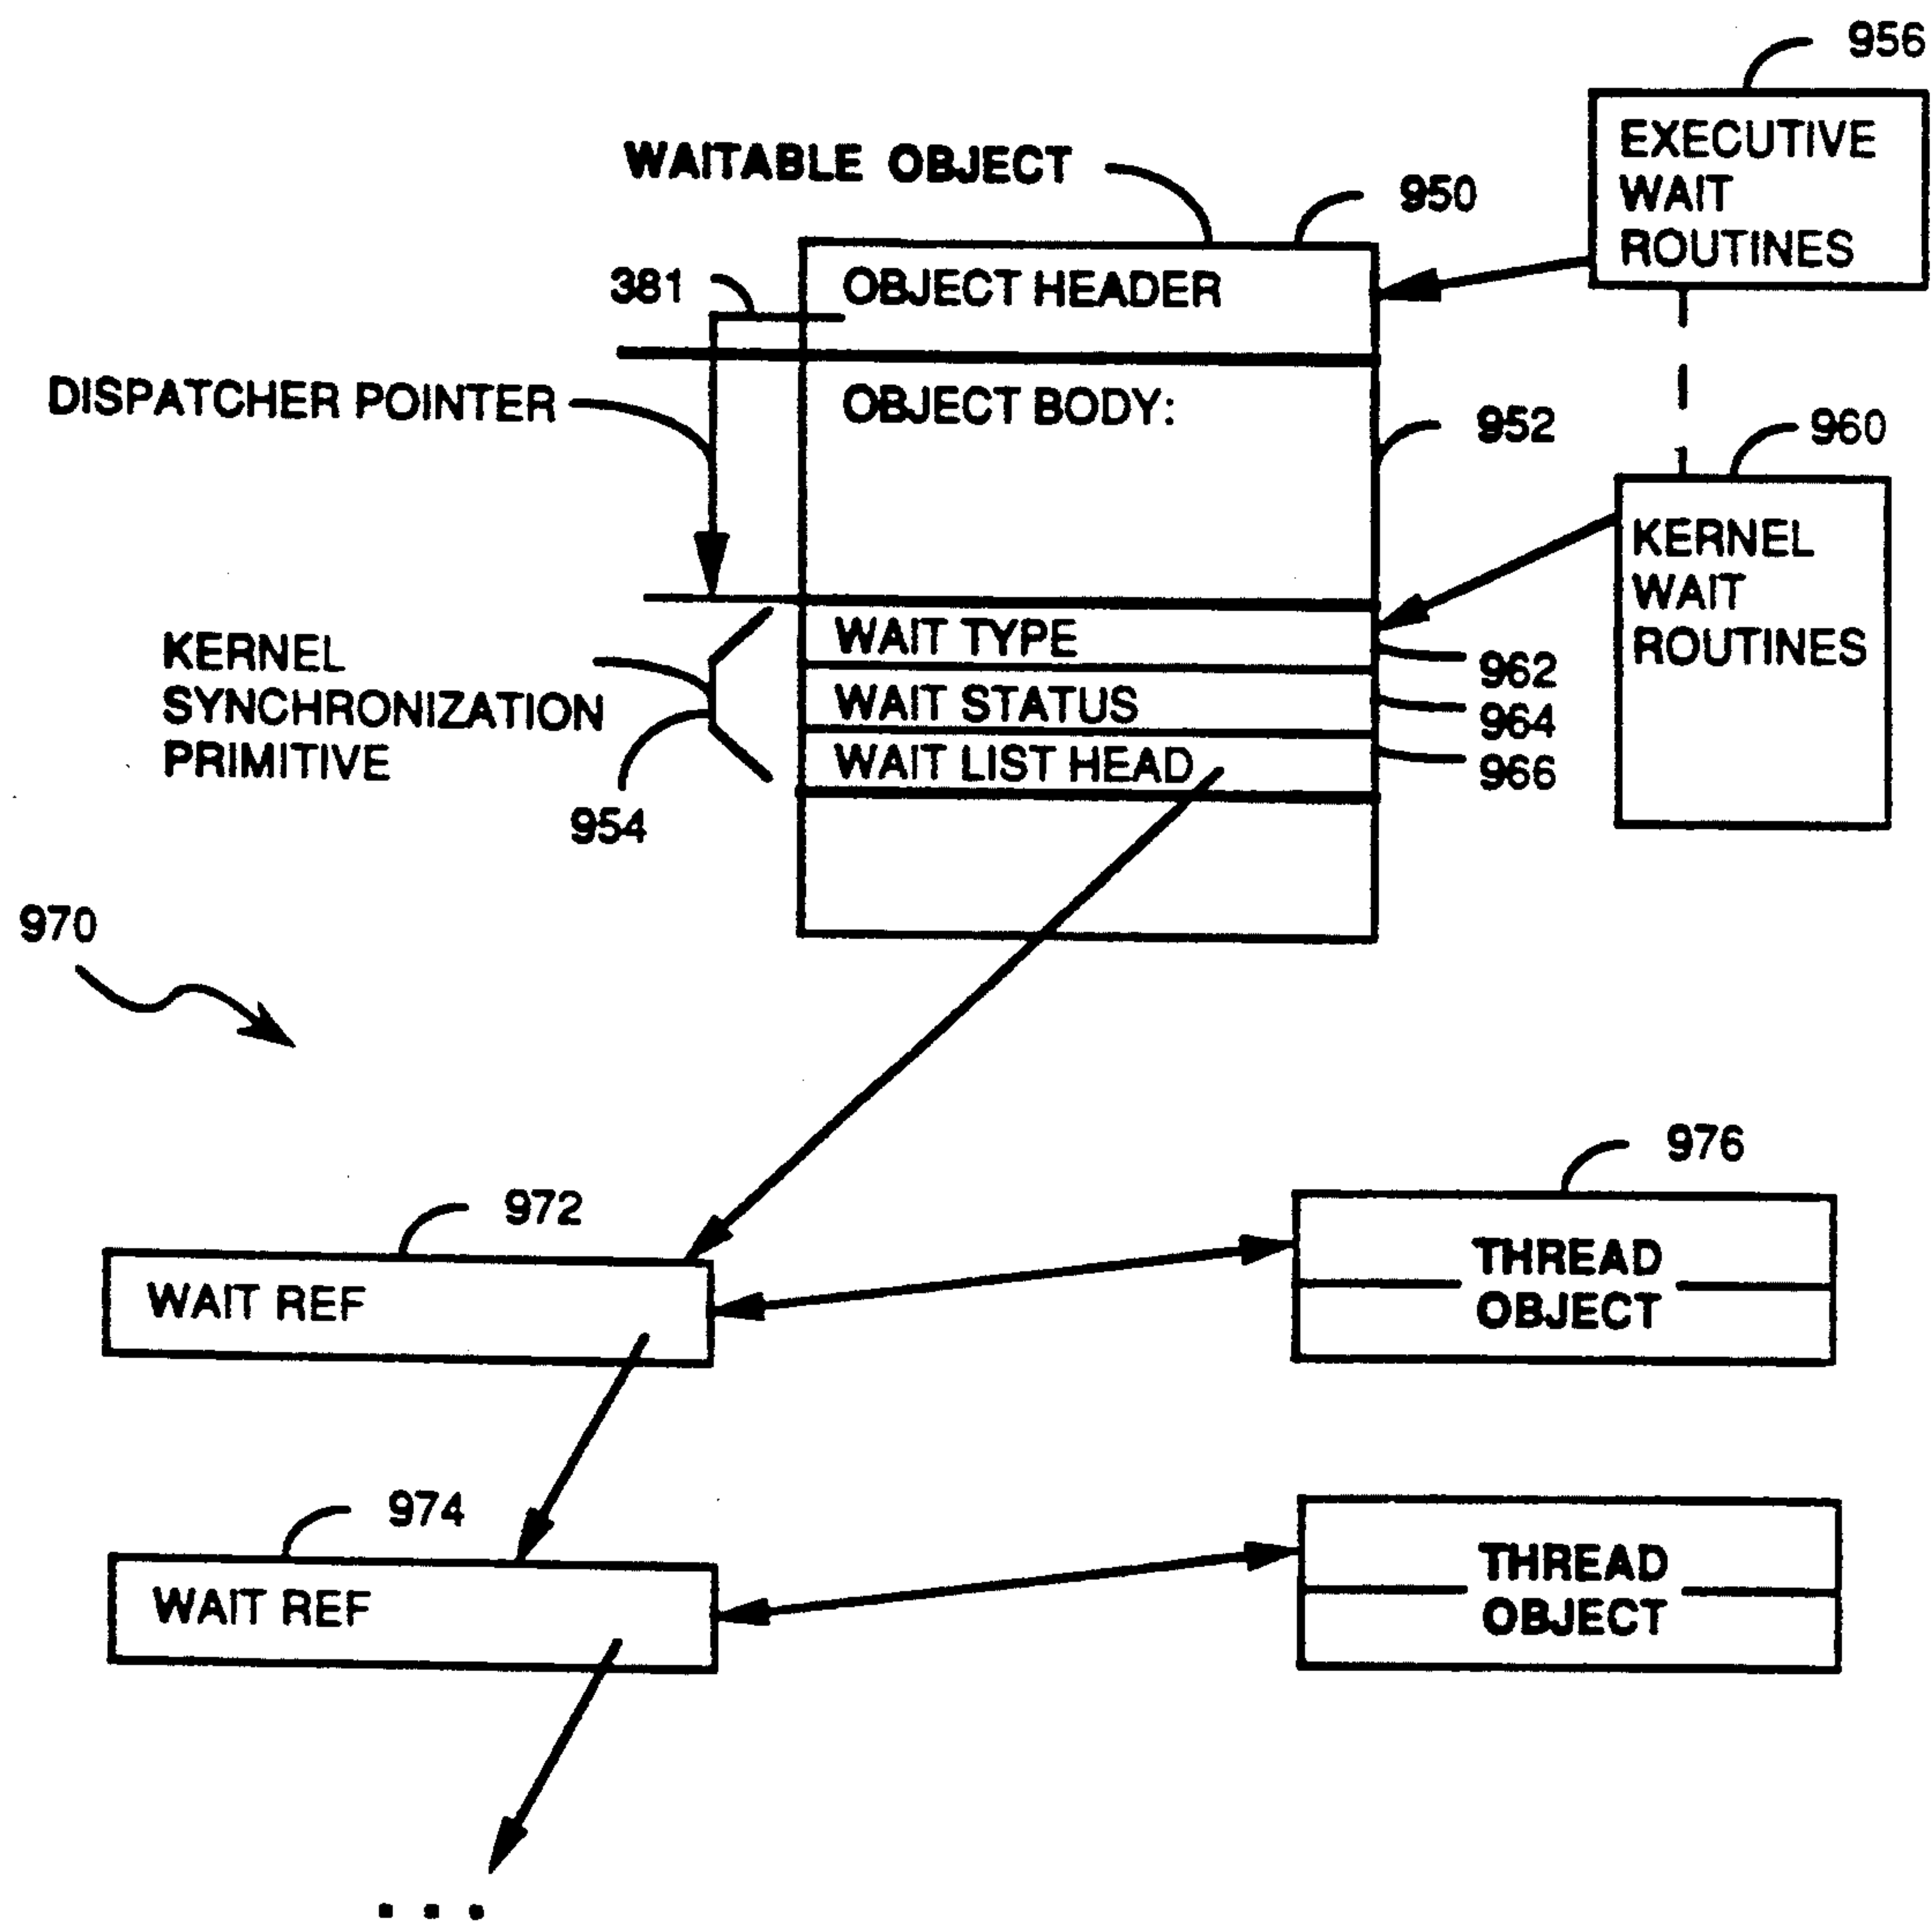 956
EXECUTIVE
WAIT
ROUTINES
WAITABLE OBJECT
950
381
OBJECT HEADER
DISPATCHER POINTER
OBJECT BODY:
952
960
KERNEL
WAIT
ROUTINES
KERNEL
SYNCHRONIZATION
PRIMITIVE
WAIT TYPE
962
WAIT STATUS
964
WAIT LIST HEAD
966
954
970
976
972
THREAD
OBJECT
WAIT REF
974
THREAD
OBJECT
WAIT REF
...